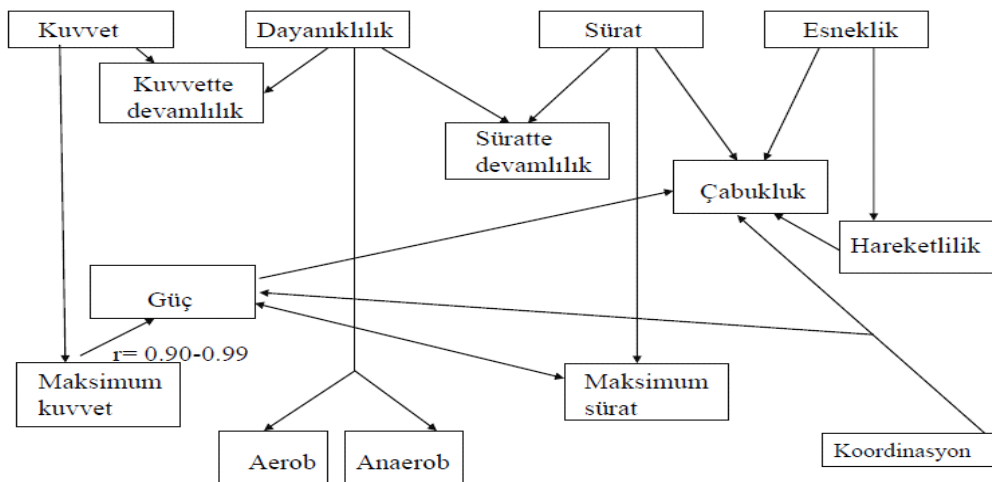 Kuvvet
Dayanıklılık
Sürat
Esneklik
Kuvvette
devamlılık
Süratte
devamlılık
Çabukluk
Hareketlilik
Güç
r= 0.90-0.99
Maksimum
kuvvet
Maksimum
sürat
Aerob
Anaerob
Koordinasyon